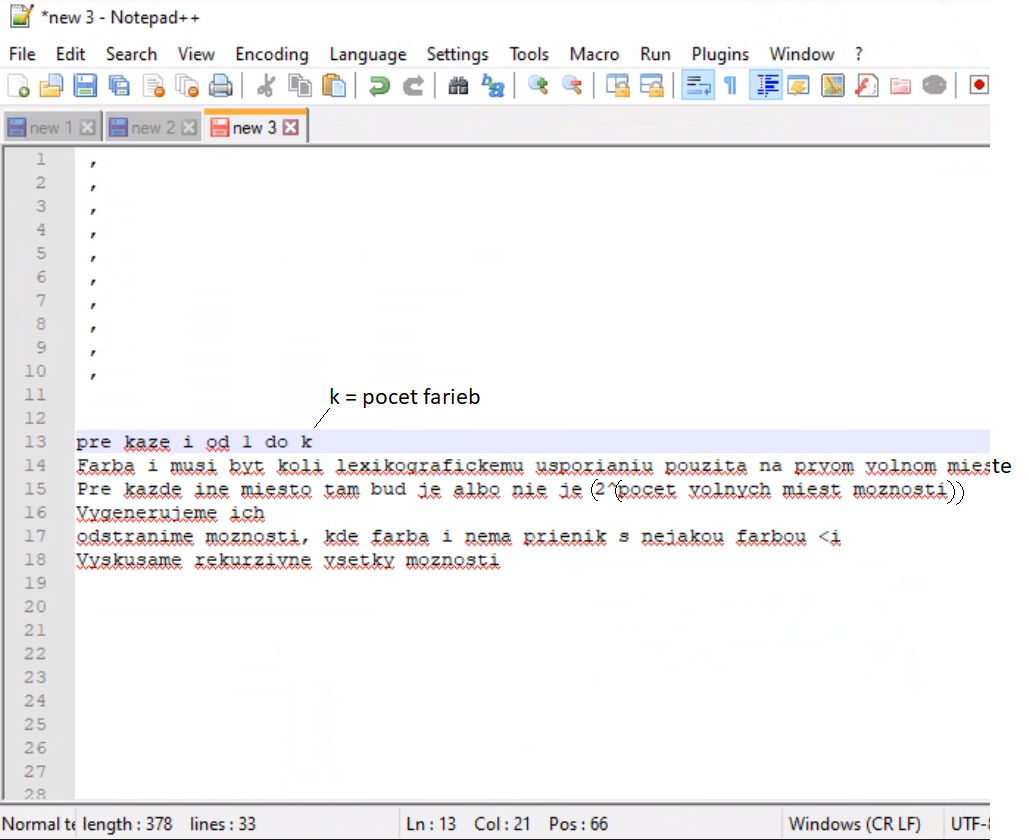 *new 3 - Notepad++
File Edit Search View Encoding Language Settings Tools Macro Run Plugins Window ?
new 1 new 2 new 3
1 ,
2 ,
3 ,
4 ,
5 ,
6 ,
7 ,
8 ,
9 ,
10 ,
11 k = pocet farieb
12
13 pre kaze i od 1 do k
14 Farba i musi byt koli lexikografickemu usporianiu pouzita na prvom volnom mieste
15 Pre kazde ine miesto tam bud je albo nie je (2^(pocet volnych miest moznosti))
16 Vygenerujeme ich
17 odstranime moznosti, kde farba i nema prienik s nejakou farbou <i
18 Vyskusame rekurzivne vsetky moznosti
19
20
21
22
23
24
25
26
27
28
Normal te length : 378 lines : 33 Ln : 13 Col : 21 Pos : 66 Windows (CR LF) UTF-8